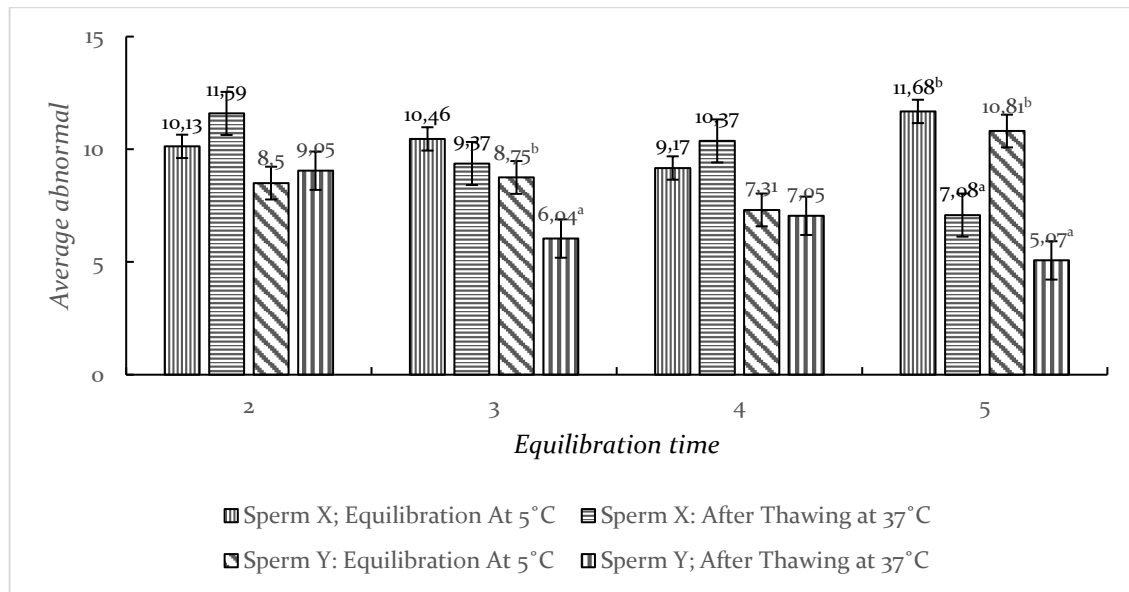 15
10
5
0
Average abnormal
10,13
11,59
8,5
9,05
10,46
9,37
8,75ᵇ
6,04ᵃ
9,17
10,37
7,31
7,05
11,68ᵇ
7,08ᵃ
10,81ᵇ
5,07ᵃ
2 3 4 5
Equilibration time
Sperm X; Equilibration At 5°C Sperm X: After Thawing at 37°C
Sperm Y: Equilibration At 5°C Sperm Y; After Thawing at 37°C